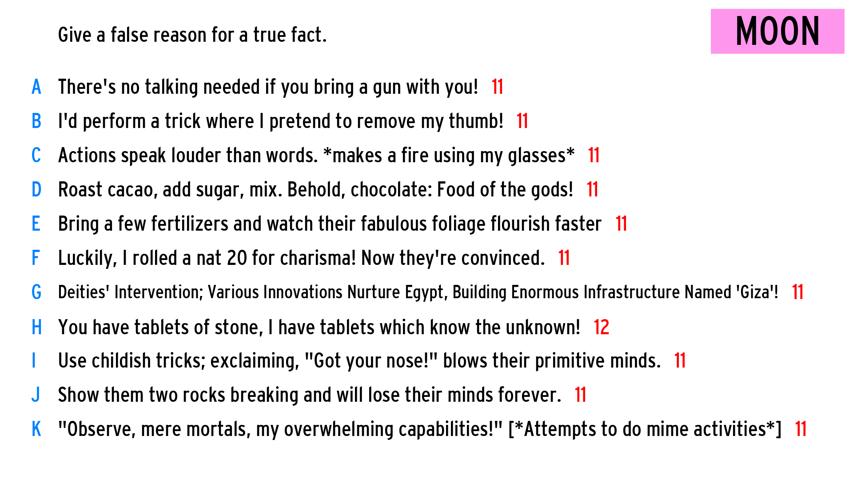 Give a false reason for a true fact.
MOON
A There's no talking needed if you bring a gun with you! 11
B I'd perform a trick where I pretend to remove my thumb! 11
C Actions speak louder than words. *makes a fire using my glasses* 11
D Roast cacao, add sugar, mix. Behold, chocolate: Food of the gods! 11
E Bring a few fertilizers and watch their fabulous foliage flourish faster 11
F Luckily, I rolled a nat 20 for charisma! Now they're convinced. 11
G Deities' Intervention; Various Innovations Nurture Egypt, Building Enormous Infrastructure Named 'Giza'! 11
H You have tablets of stone, I have tablets which know the unknown! 12
I Use childish tricks; exclaiming, "Got your nose!" blows their primitive minds. 11
J Show them two rocks breaking and will lose their minds forever. 11
K "Observe, mere mortals, my overwhelming capabilities!" [*Attempts to do mime activities*] 11